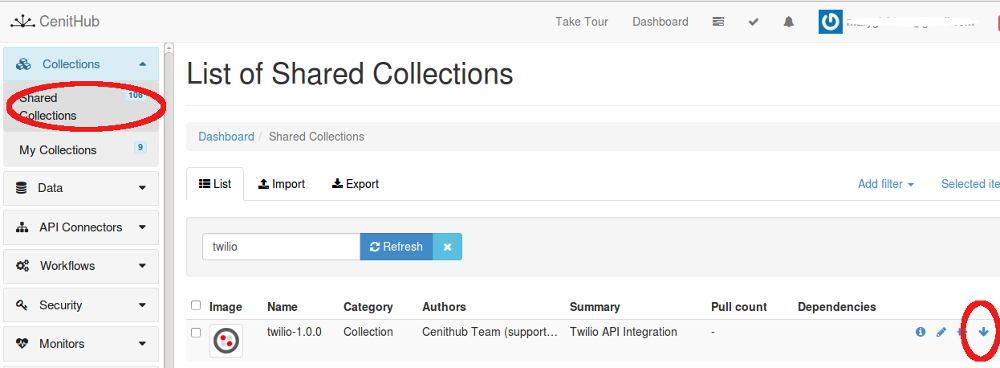 CenitHub
Take Tour Dashboard
Collections
Shared 106
Collections
My Collections 9
Data
API Connectors
Workflows
Security
Monitors
List of Shared Collections
Dashboard / Shared Collections
List Import Export Add filter Selected ite
twilio Refresh ×
Image Name Category Authors Summary Pull count Dependencies
twilio-1.0.0 Collection Cenithub Team (support... Twilio API Integration -